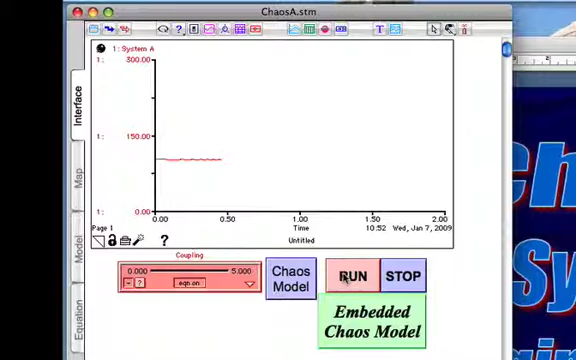 ChaosA.stm
1: System A
1: 300.00
1: 150.00
1: 0.00
0.00 0.50 1.00 1.50 2.00
Page 1
Time
10:52 Wed, Jan 7, 2009
Untitled
?
Interface
Map
Model
Equation
Coupling
0.000 5.000
~ ? eqn on
Chaos
Model
RUN
STOP
Embedded
Chaos Model